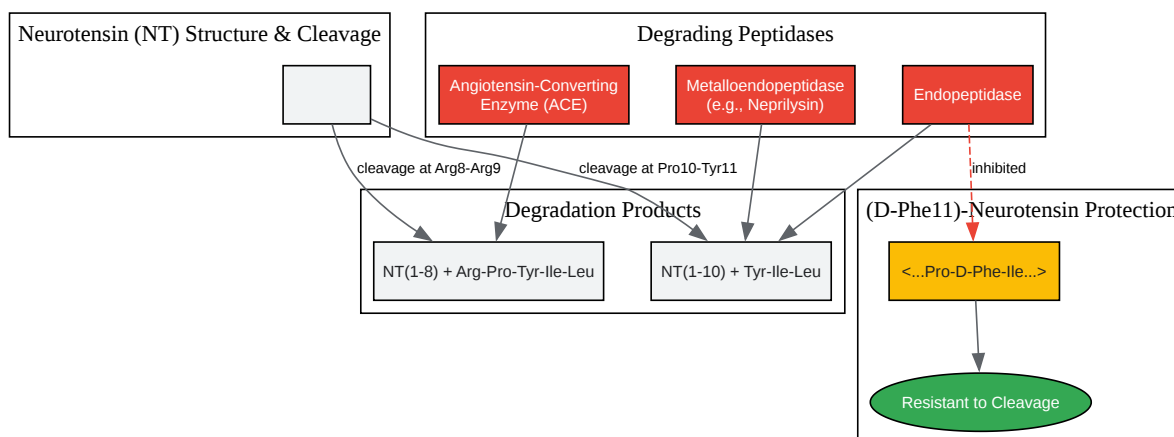 Neurotensin (NT) Structure & Cleavage
Degrading Peptidases
Angiotensin-Converting
Enzyme (ACE)
Metalloendopeptidase
(e.g., Neprilysin)
Endopeptidase
cleavage at Arg8-Arg9
cleavage at Pro10-Tyr11
inhibited
Degradation Products
(D-Phe11)-Neurotensin Protection
NT(1-8) + Arg-Pro-Tyr-Ile-Leu
NT(1-10) + Tyr-Ile-Leu
<...Pro-D-Phe-Ile...>
Resistant to Cleavage